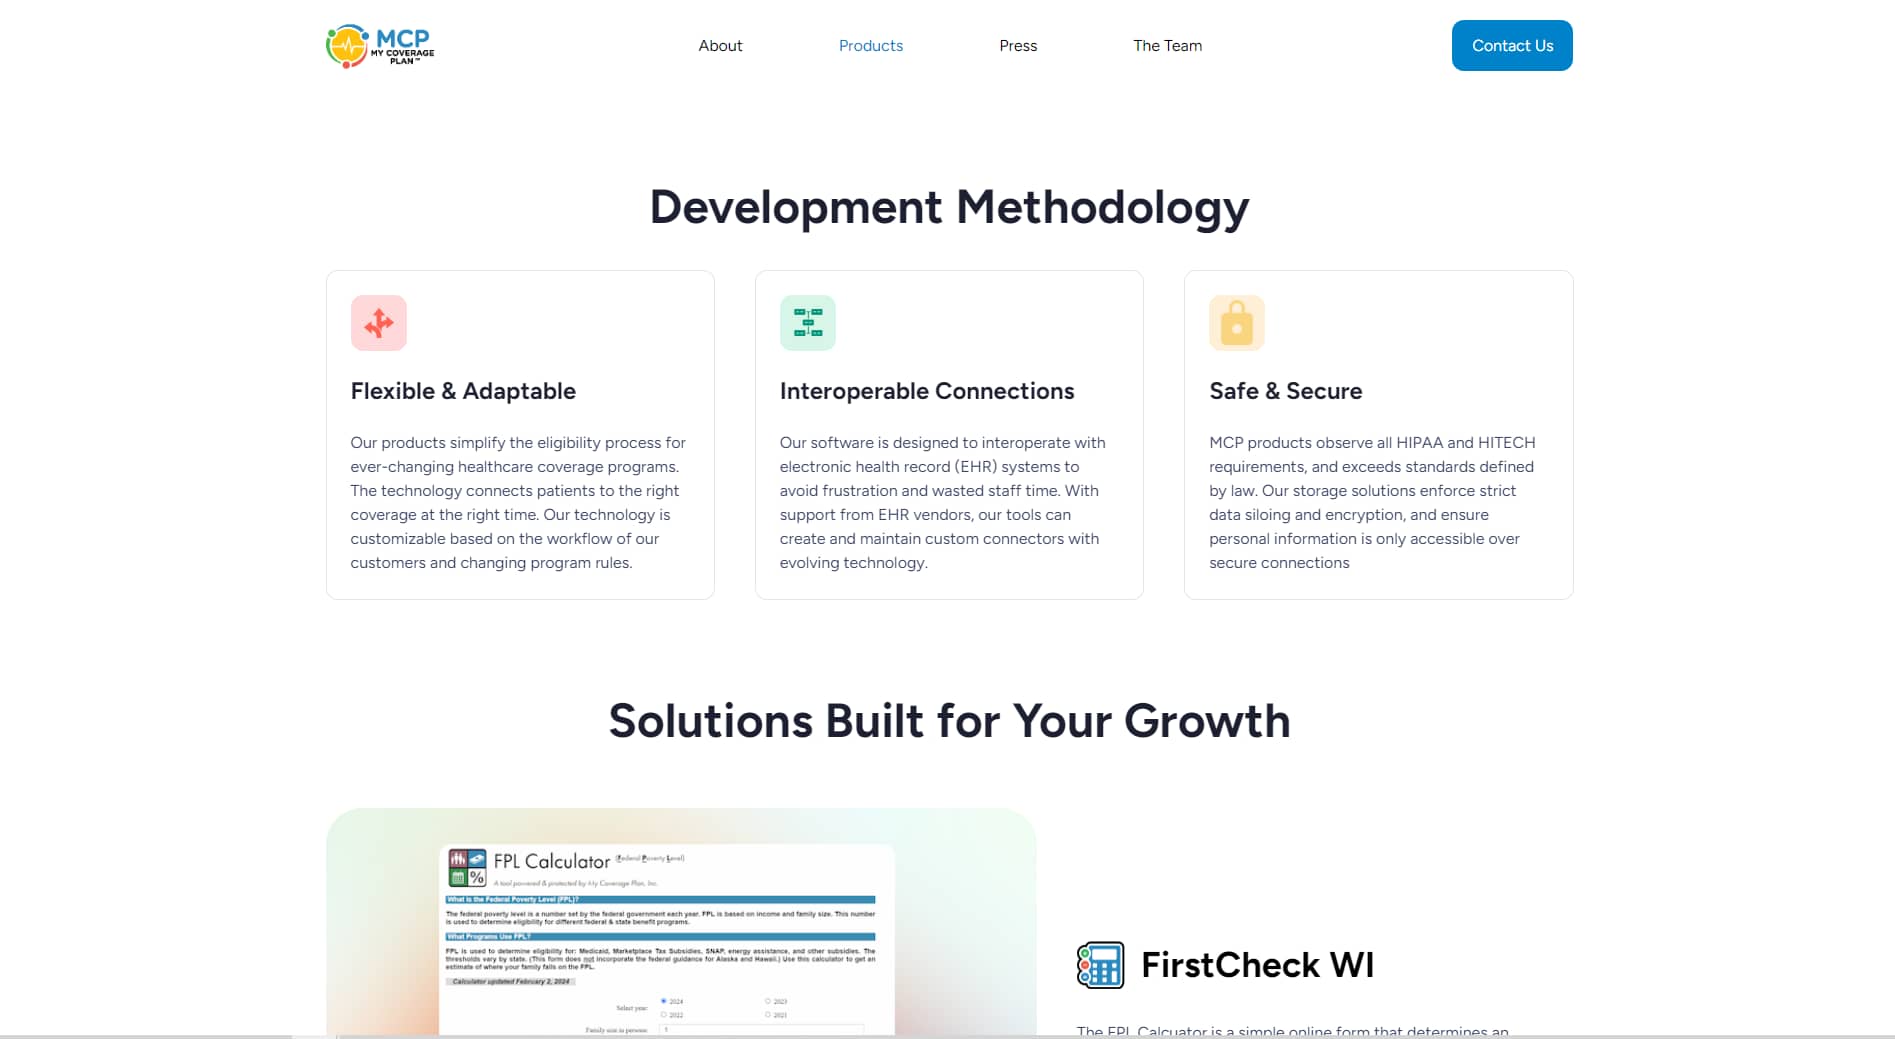 MCP
MY COVERAGE
PLAN™
About
Products
Press
The Team
Contact Us
Development Methodology
Flexible & Adaptable
Our products simplify the eligibility process for
ever-changing healthcare coverage programs.
The technology connects patients to the right
coverage at the right time. Our technology is
customizable based on the workflow of our
customers and changing program rules.
Interoperable Connections
Our software is designed to interoperate with
electronic health record (EHR) systems to
avoid frustration and wasted staff time. With
support from EHR vendors, our tools can
create and maintain custom connectors with
evolving technology.
Safe & Secure
MCP products observe all HIPAA and HITECH
requirements, and exceeds standards defined
by law. Our storage solutions enforce strict
data siloing and encryption, and ensure
personal information is only accessible over
secure connections
Solutions Built for Your Growth
FPL Calculator (Federal Poverty Level)
%
A tool powered & protected by My Coverage Plan, Inc.
What is the Federal Poverty Level (FPL)?
The federal poverty level is a number set by the federal government each year. FPL is based on income and family size. This number
is used to determine eligibility for different federal & state benefit programs.
What Programs Use FPL?
FPL is used to determine eligibility for: Medicaid, Marketplace Tax Subsidies, SNAP, energy assistance, and other subsidies. The
thresholds vary by state. (This form does not incorporate the federal guidance for Alaska and Hawaii.) Use this calculator to get an
estimate of where your family falls on the FPL.
Calculator updated February 2, 2024
Select year:
2024
2023
2022
2021
Family size in persons:
1
FirstCheck WI
The FPL Calcuator is a simple online form that determines an